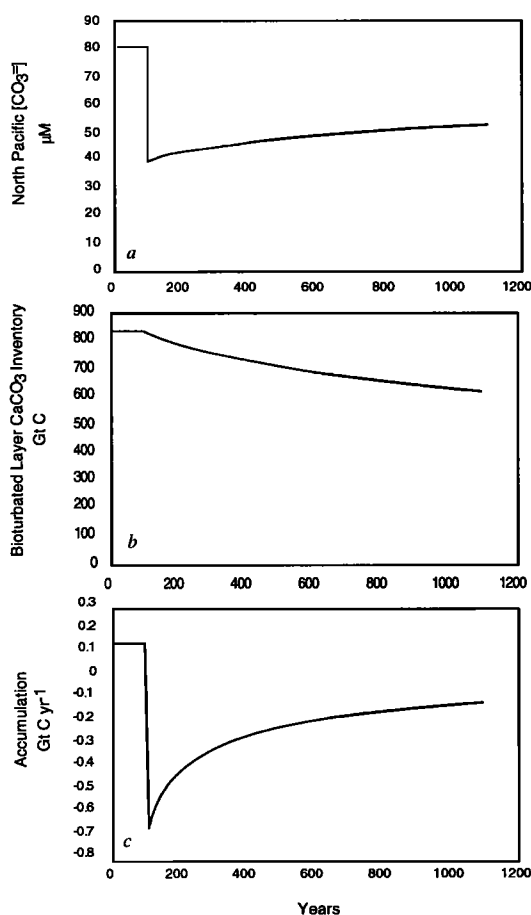 North Pacific [CO₃⁼]
µM
90
80
70
60
50
40
30
20
10
0
a
200 400 600 800 1000 1200
Bioturbated Layer CaCO₃ Inventory
Gt C
900
800
700
600
500
400
300
200
100
0
b
0 200 400 600 800 1000 1200
Accumulation
Gt C yr⁻¹
0.3
0.2
0.1
0
-0.1
-0.2
-0.3
-0.4
-0.5
-0.6
-0.7
-0.8
c
0 200 400 600 800 1000 1200
Years